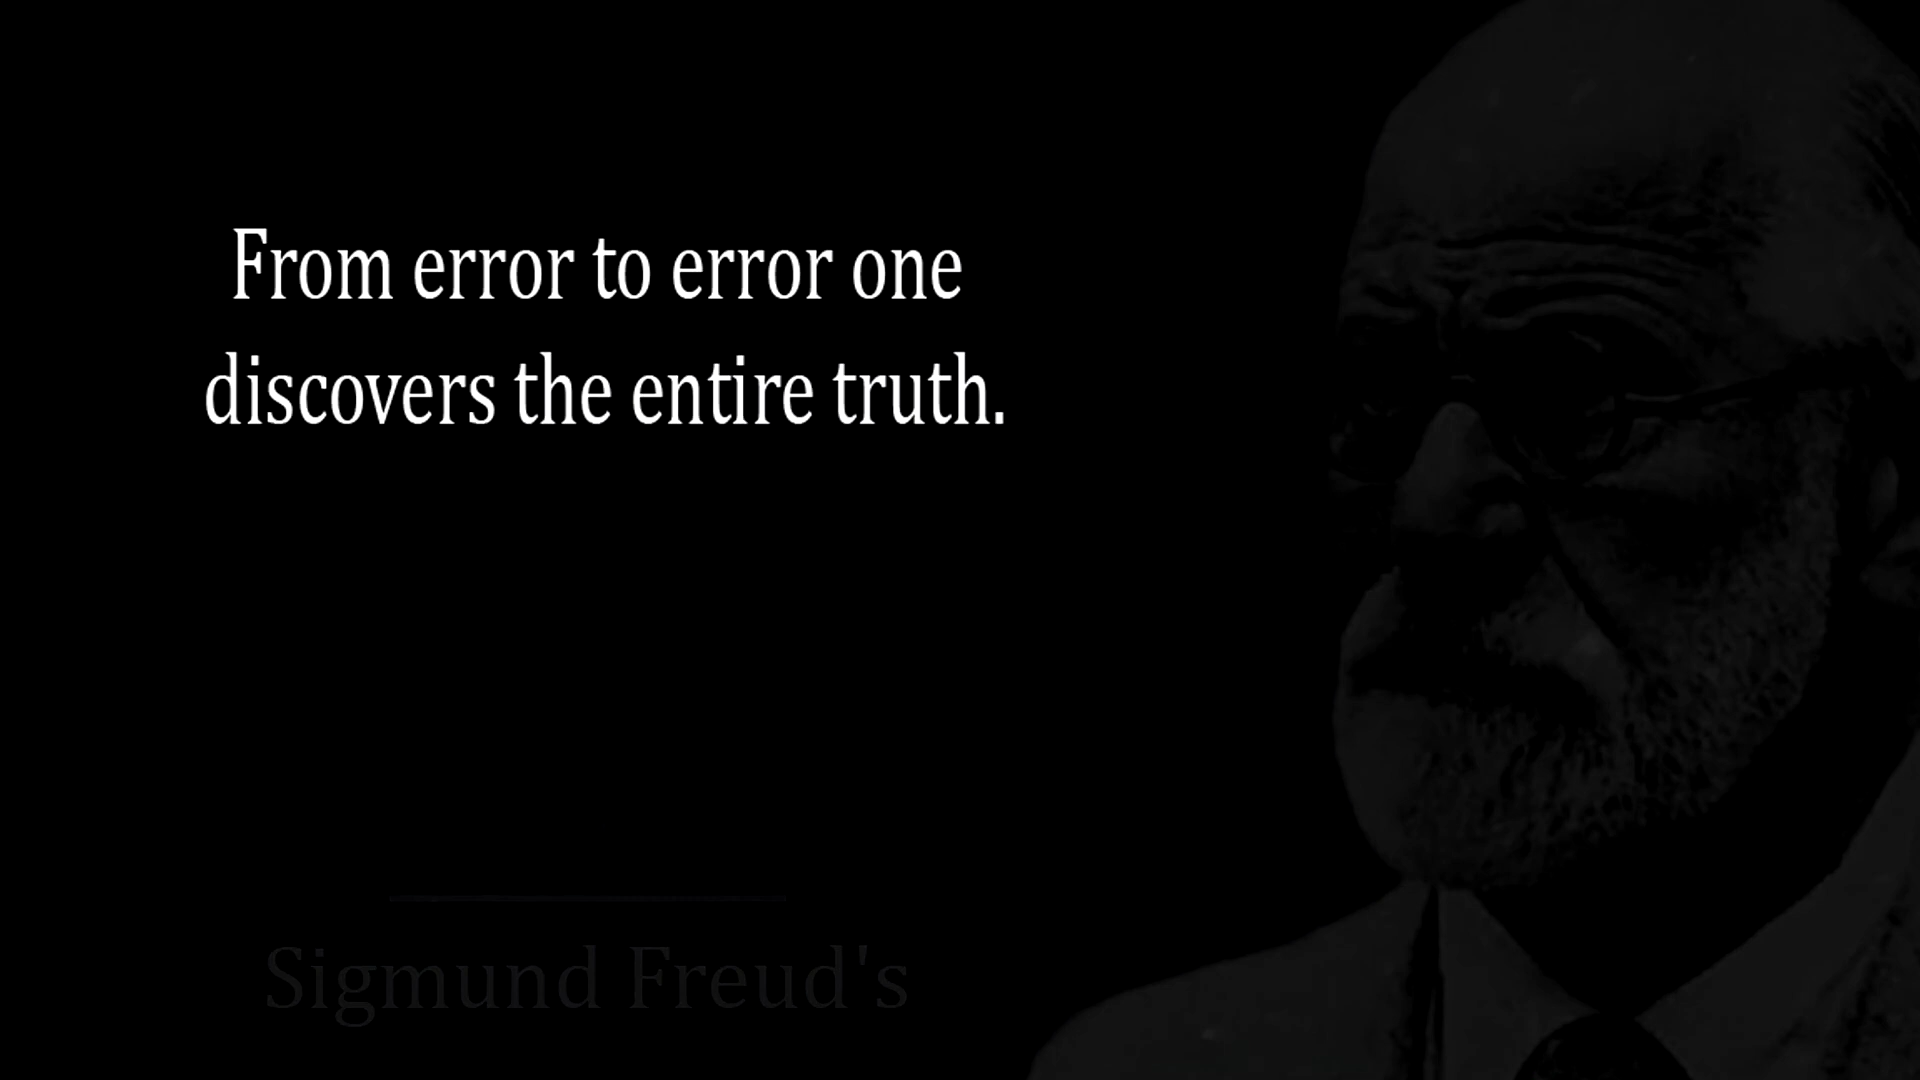 From error to error one
discovers the entire truth.
Sigmund Freud's